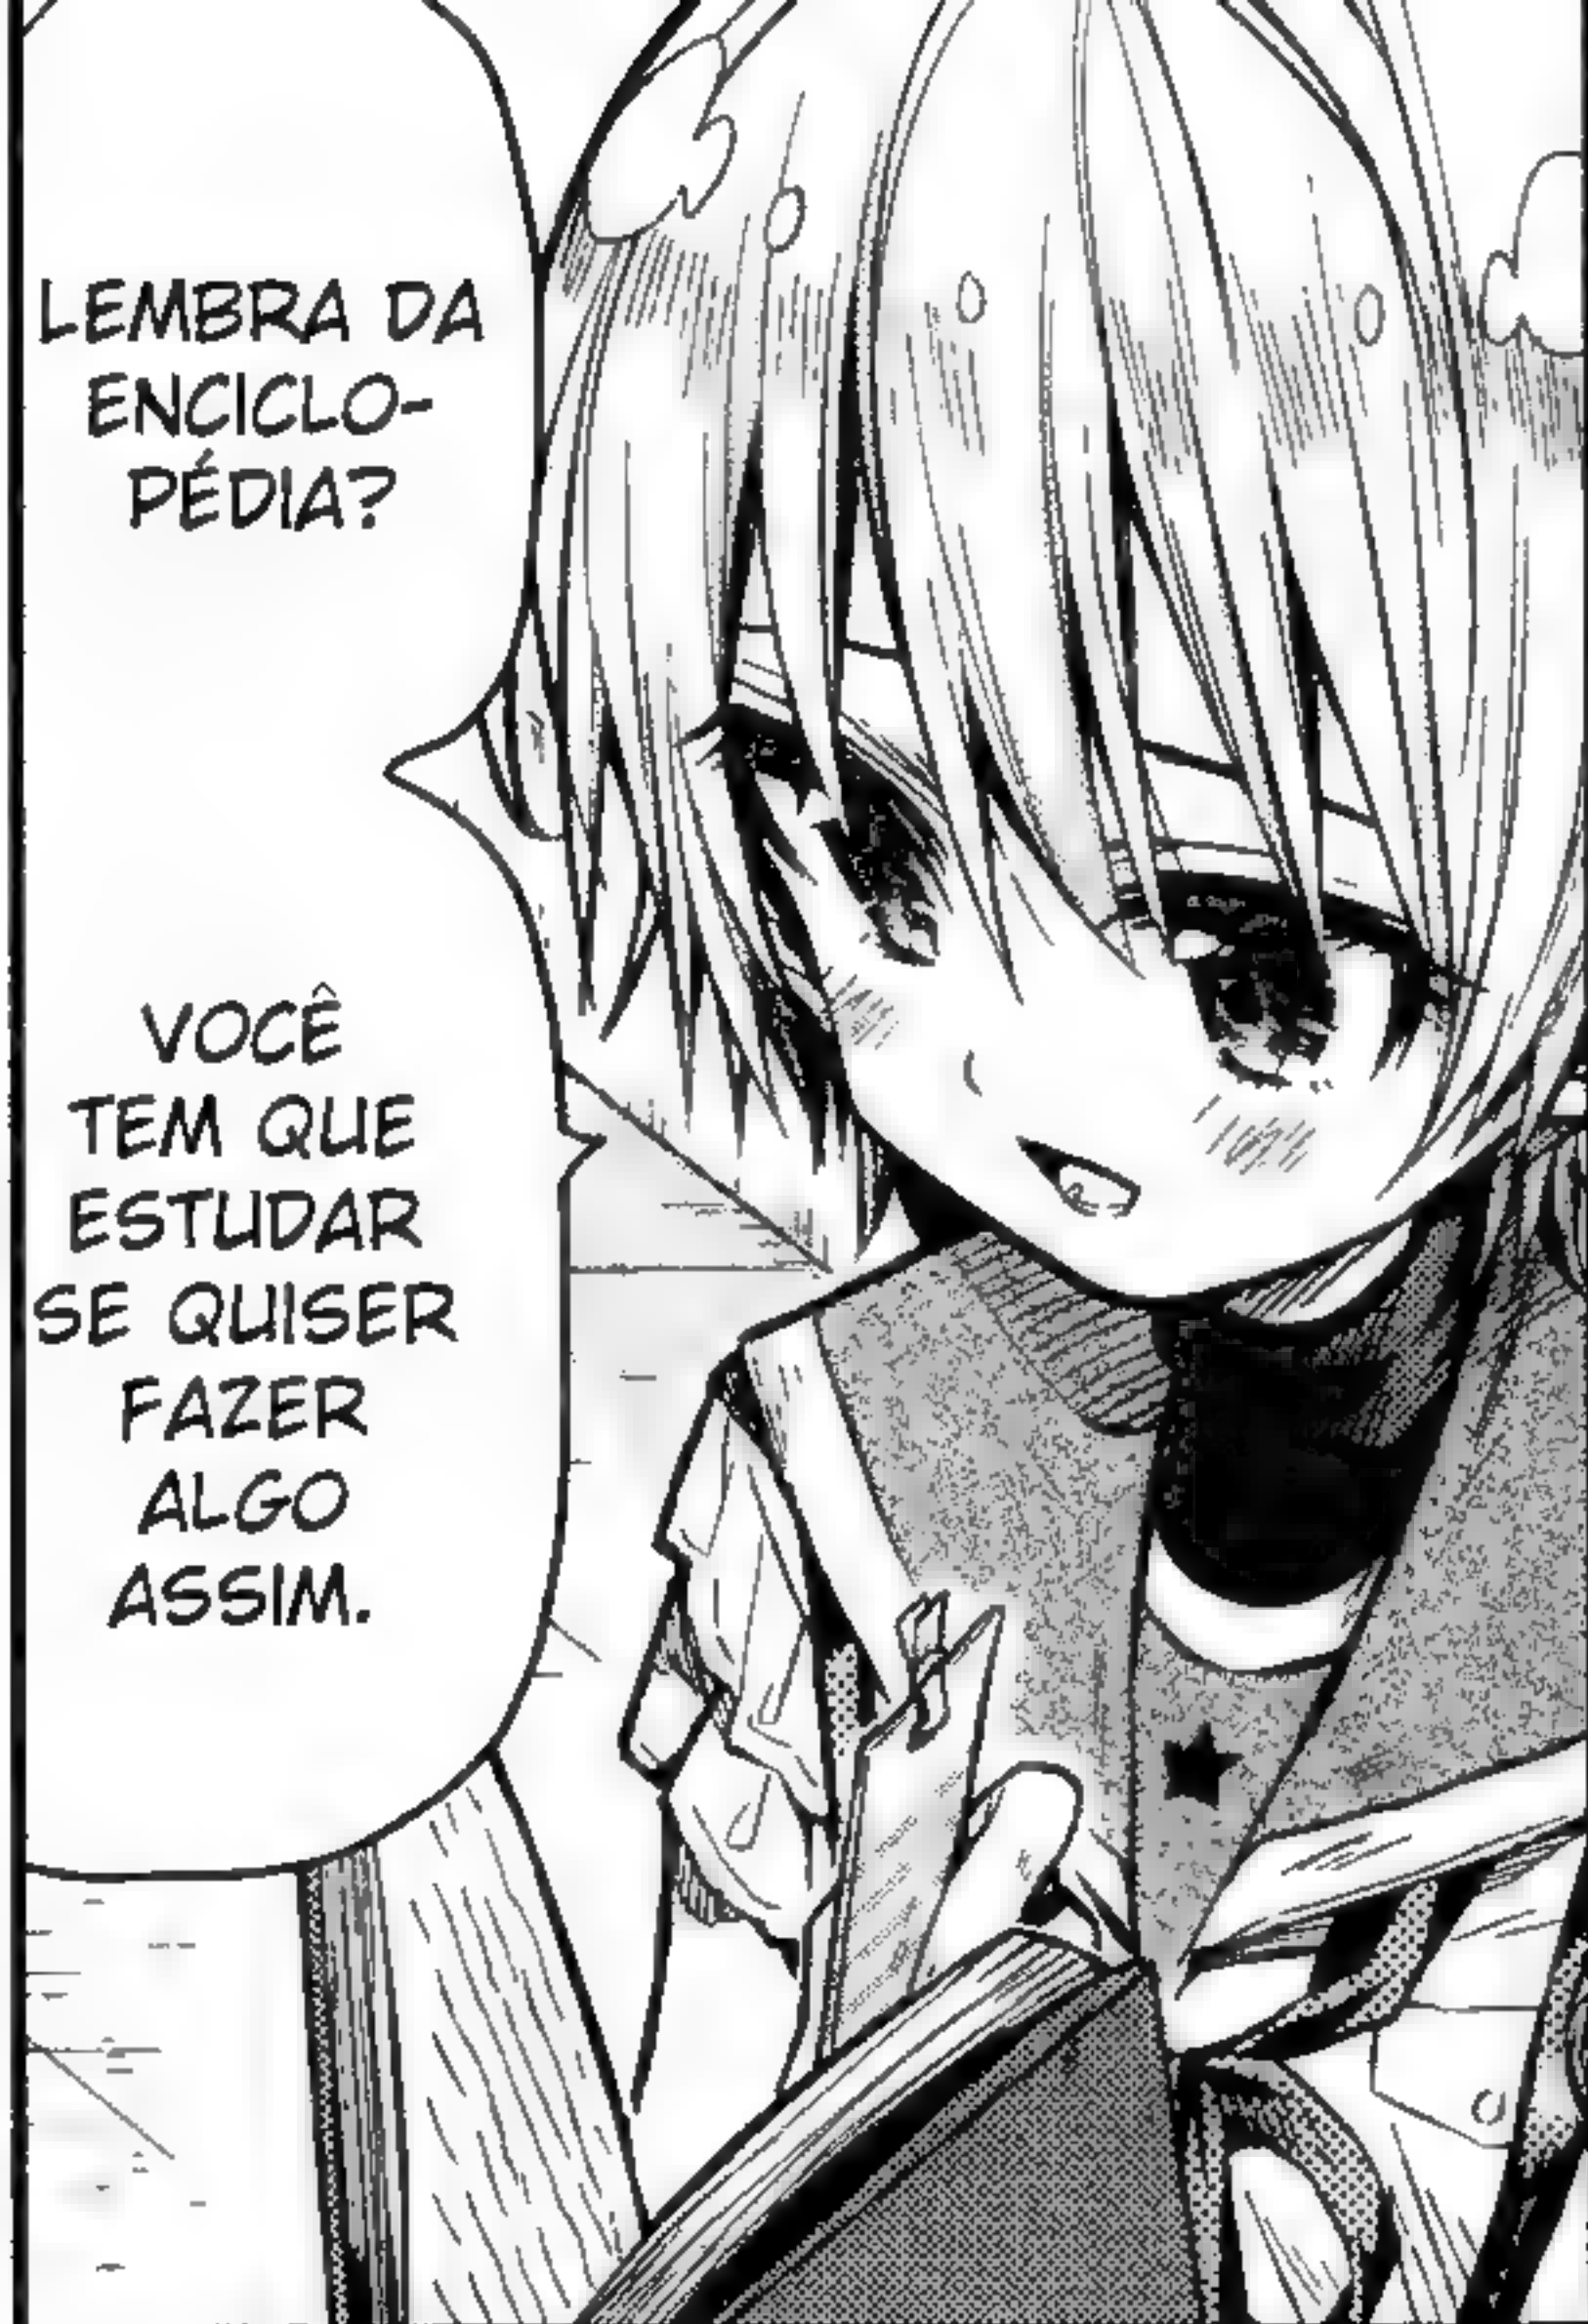 LEMBRA DA
ENCICLO-
PÉDIA?
VOCÊ
TEM QUE
ESTUDAR
SE QUISER
FAZER
ALGO
ASSIM.